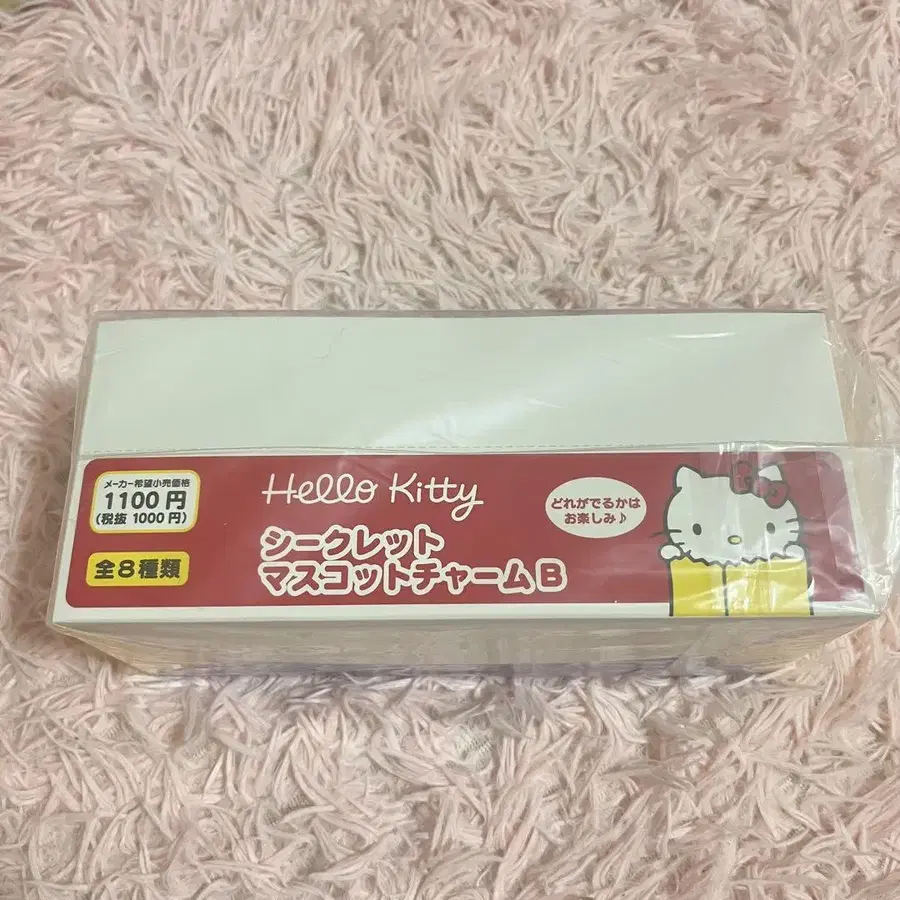 メーカー希望小売価格
1100円
(税抜 1000円)
全8種類
Hello Kitty
シークレット
マスコットチャームB
どれがでるかは
お楽しみ♪